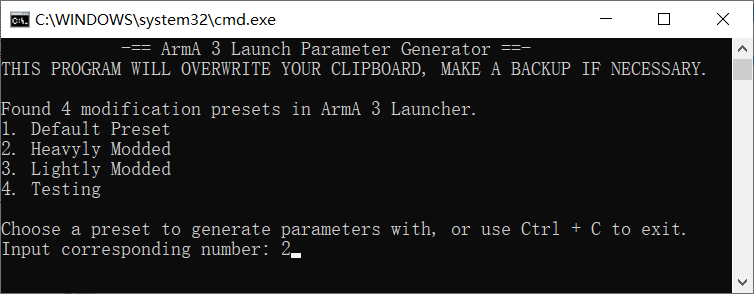 C:\WINDOWS\system32\cmd.exe
-== ArmA 3 Launch Parameter Generator ==-
THIS PROGRAM WILL OVERWRITE YOUR CLIPBOARD, MAKE A BACKUP IF NECESSARY.
Found 4 modification presets in ArmA 3 Launcher.
1. Default Preset
2. Heavyly Modded
3. Lightly Modded
4. Testing
Choose a preset to generate parameters with, or use Ctrl + C to exit.
Input corresponding number: 2